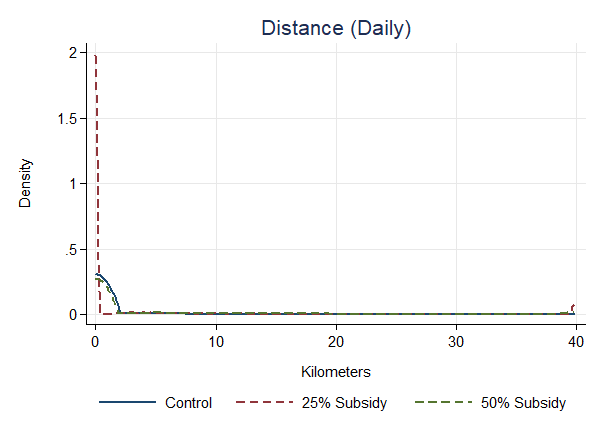 Distance (Daily)
Density
2
1.5
1
.5
0
0 10 20 30 40
Kilometers
Control 25% Subsidy 50% Subsidy